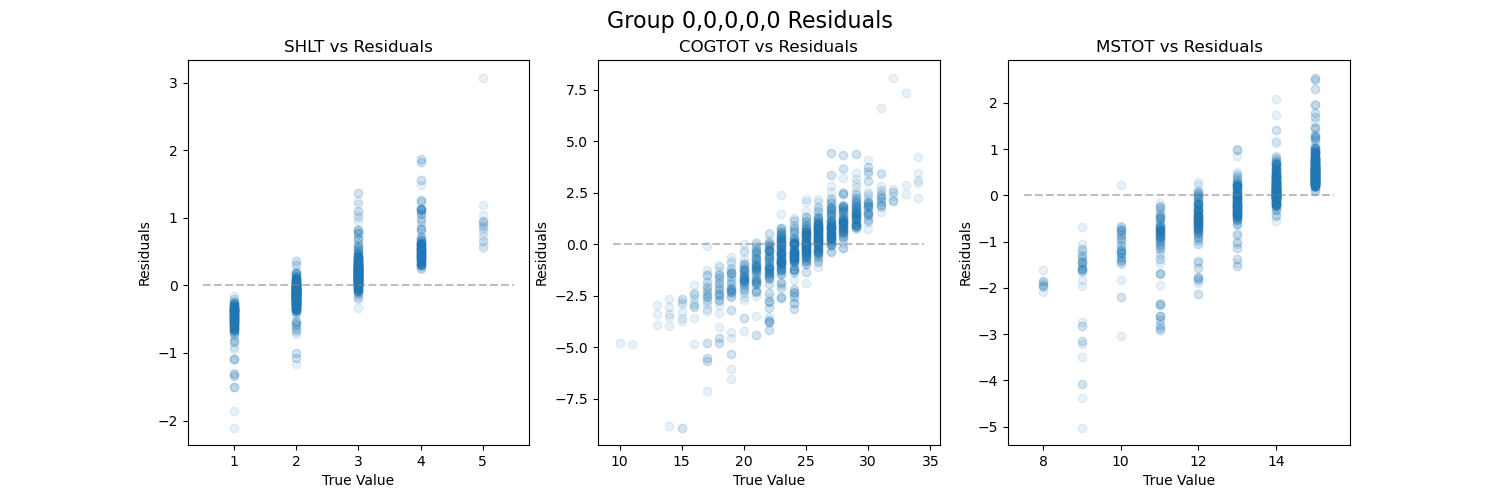 Group 0,0,0,0,0 Residuals
SHLT vs Residuals
Residuals
3
2
1
0
−1
−2
1 2 3 4 5
True Value
COGTOT vs Residuals
Residuals
7.5
5.0
2.5
0.0
−2.5
−5.0
−7.5
10 15 20 25 30 35
True Value
MSTOT vs Residuals
Residuals
2
1
0
−1
−2
−3
−4
−5
8 10 12 14
True Value